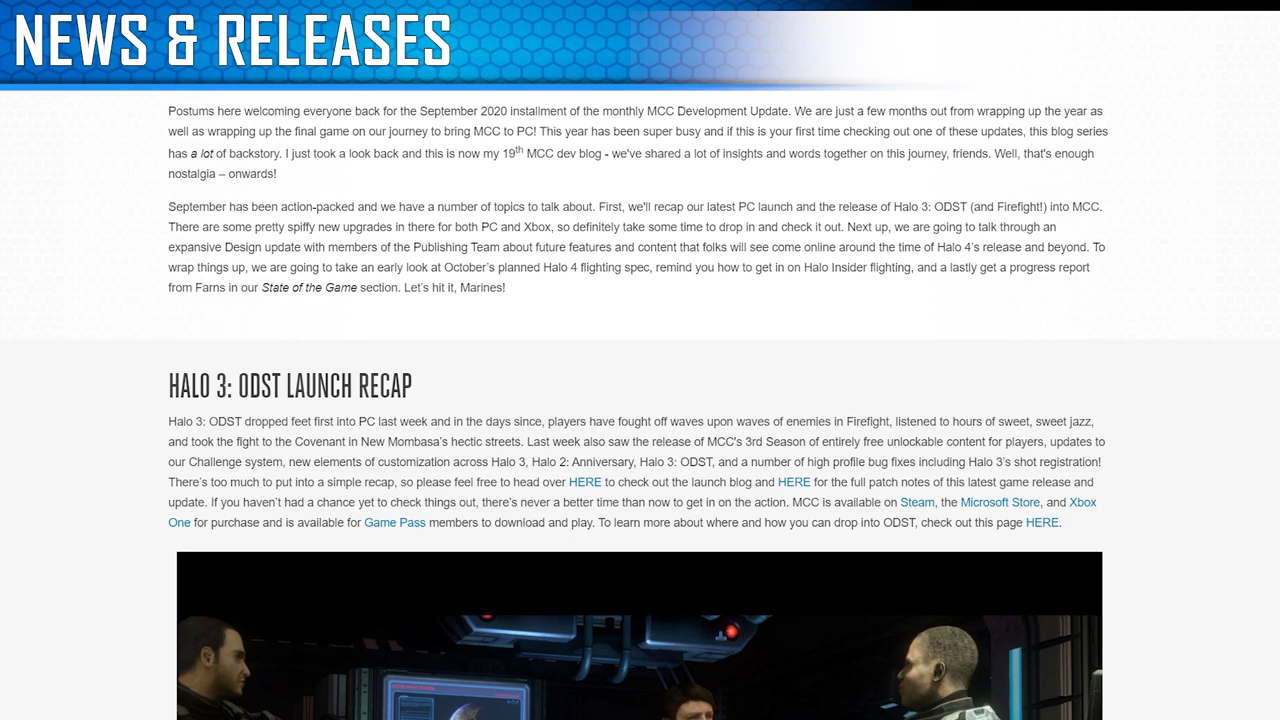 NEWS & RELEASES
Postums here welcoming everyone back for the September 2020 installment of the monthly MCC Development Update. We are just a few months out from wrapping up the year as
well as wrapping up the final game on our journey to bring MCC to PC! This year has been super busy and if this is your first time checking out one of these updates, this blog series
has a lot of backstory. I just took a look back and this is now my 19th MCC dev blog - we've shared a lot of insights and words together on this journey, friends. Well, that's enough
nostalgia – onwards!
September has been action-packed and we have a number of topics to talk about. First, we'll recap our latest PC launch and the release of Halo 3: ODST (and Firefight!) into MCC.
There are some pretty spiffy new upgrades in there for both PC and Xbox, so definitely take some time to drop in and check it out. Next up, we are going to talk through an
expansive Design update with members of the Publishing Team about future features and content that folks will see come online around the time of Halo 4's release and beyond. To
wrap things up, we are going to take an early look at October's planned Halo 4 flighting spec, remind you how to get in on Halo Insider flighting, and a lastly get a progress report
from Farns in our State of the Game section. Let's hit it, Marines!
HALO 3: ODST LAUNCH RECAP
Halo 3: ODST dropped feet first into PC last week and in the days since, players have fought off waves upon waves of enemies in Firefight, listened to hours of sweet, sweet jazz,
and took the fight to the Covenant in New Mombasa's hectic streets. Last week also saw the release of MCC's 3rd Season of entirely free unlockable content for players, updates to
our Challenge system, new elements of customization across Halo 3, Halo 2: Anniversary, Halo 3: ODST, and a number of high profile bug fixes including Halo 3's shot registration!
There's too much to put into a simple recap, so please feel free to head over HERE to check out the launch blog and HERE for the full patch notes of this latest game release and
update. If you haven't had a chance yet to check things out, there's never a better time than now to get in on the action. MCC is available on Steam, the Microsoft Store, and Xbox
One for purchase and is available for Game Pass members to download and play. To learn more about where and how you can drop into ODST, check out this page HERE.